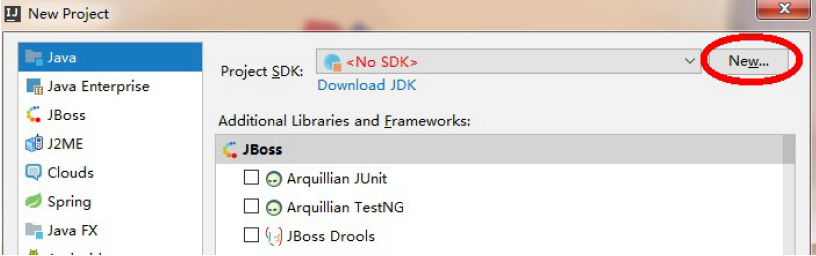 New Project
Java
Java Enterprise
JBoss
J2ME
Clouds
Spring
Java FX
Project SDK:
<No SDK>
New...
Download JDK
Additional Libraries and Frameworks:
JBoss
Arquillian JUnit
Arquillian TestNG
JBoss Drools